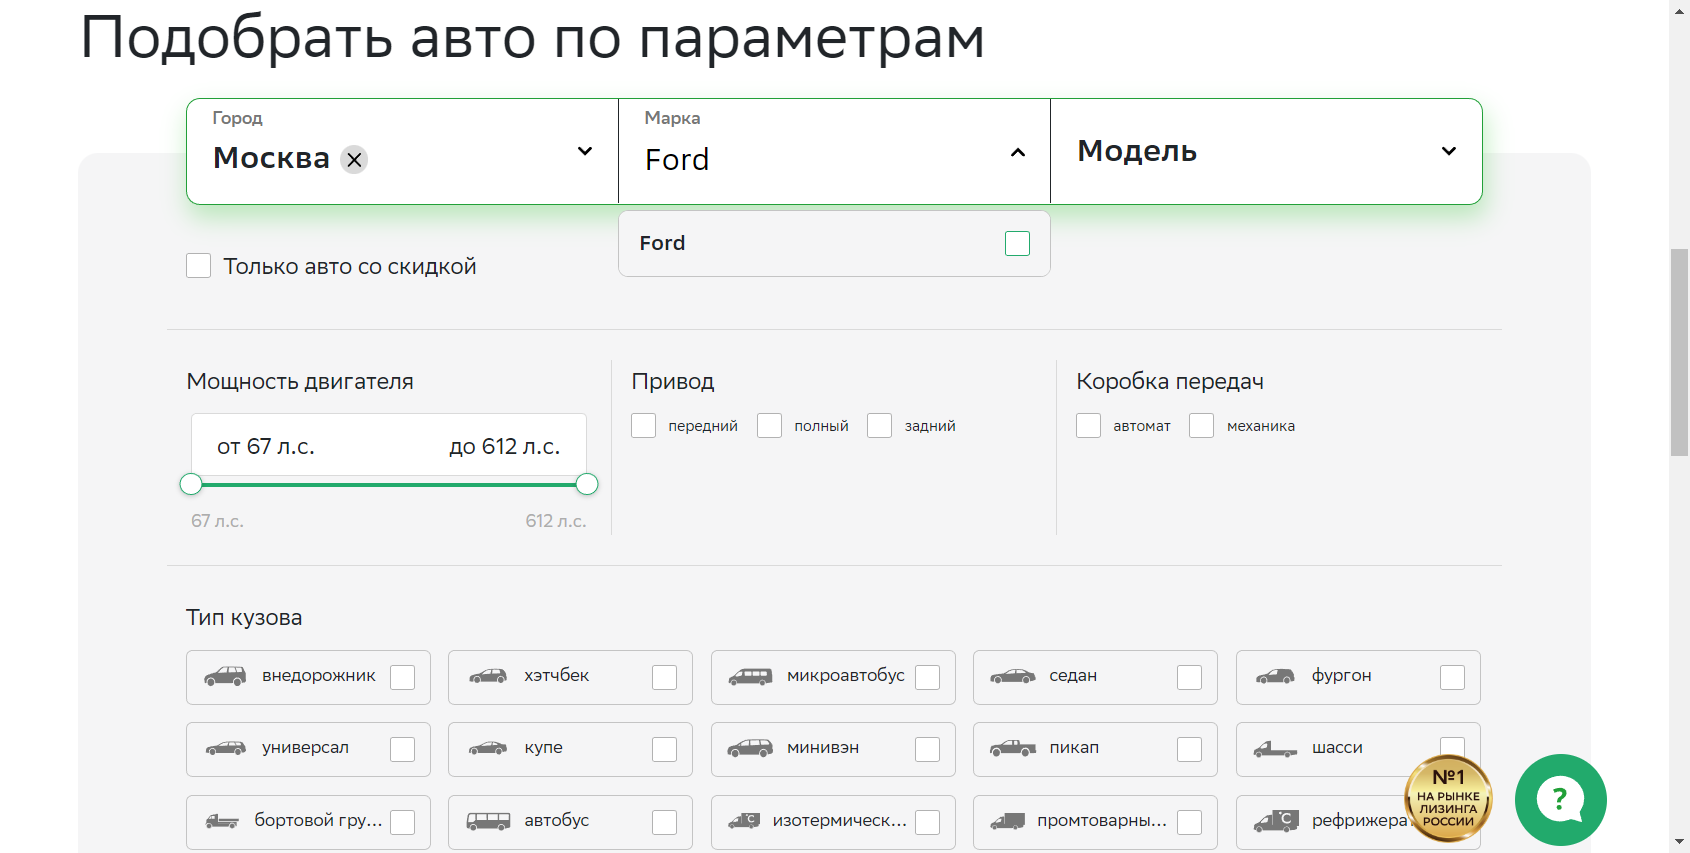 Подобрать авто по параметрам
Город
Москва
Марка
Ford
Модель
Ford
Только авто со скидкой
Мощность двигателя
от 67 л.с. до 612 л.с.
67 л.с. 612 л.с.
Привод
передний полный задний
Коробка передач
автомат механика
Тип кузова
внедорожник хэтчбек микроавтобус седан фургон
универсал купе минивэн пикап шасси
бортовой гру... автобус изотермическ... промтоварны...
№1
НА РЫНКЕ
ЛИЗИНГА
РОССИИ
?